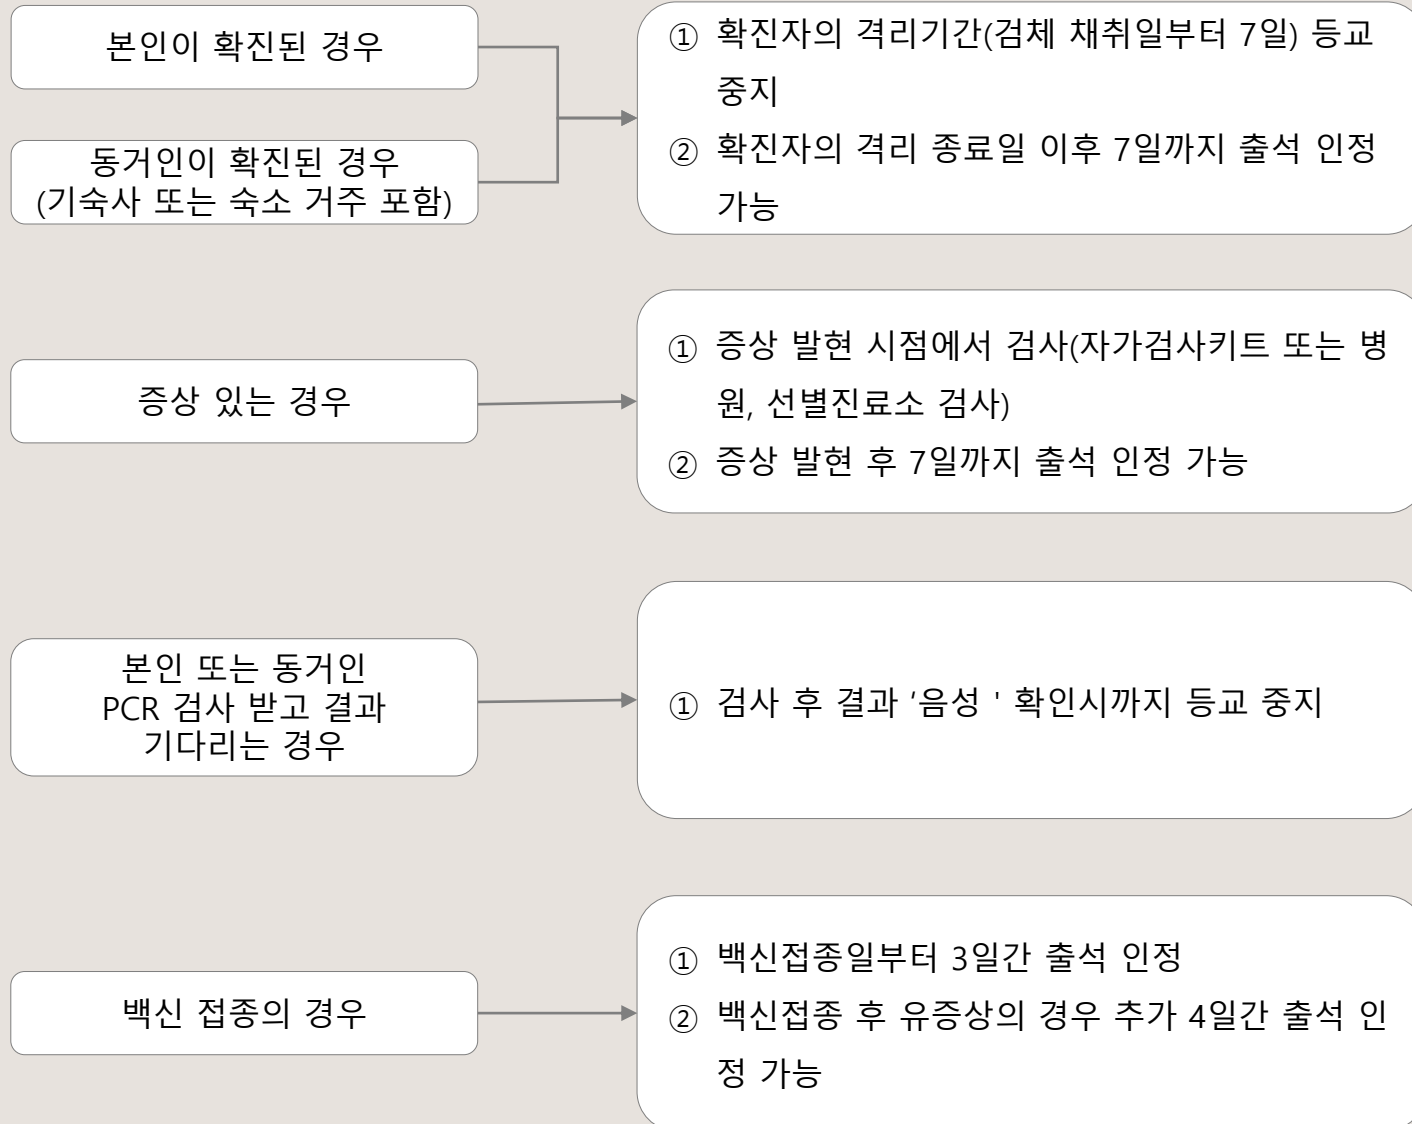 본인이 확진된 경우
동거인이 확진된 경우
(기숙사 또는 숙소 거주 포함)
① 확진자의 격리기간(검체 채취일부터 7일) 등교
중지
② 확진자의 격리 종료일 이후 7일까지 출석 인정
가능
증상 있는 경우
① 증상 발현 시점에서 검사(자가검사키트 또는 병
원, 선별진료소 검사)
② 증상 발현 후 7일까지 출석 인정 가능
본인 또는 동거인
PCR 검사 받고 결과
기다리는 경우
① 검사 후 결과 ‘음성 ' 확인시까지 등교 중지
백신 접종의 경우
① 백신접종일부터 3일간 출석 인정
② 백신접종 후 유증상의 경우 추가 4일간 출석 인
정 가능